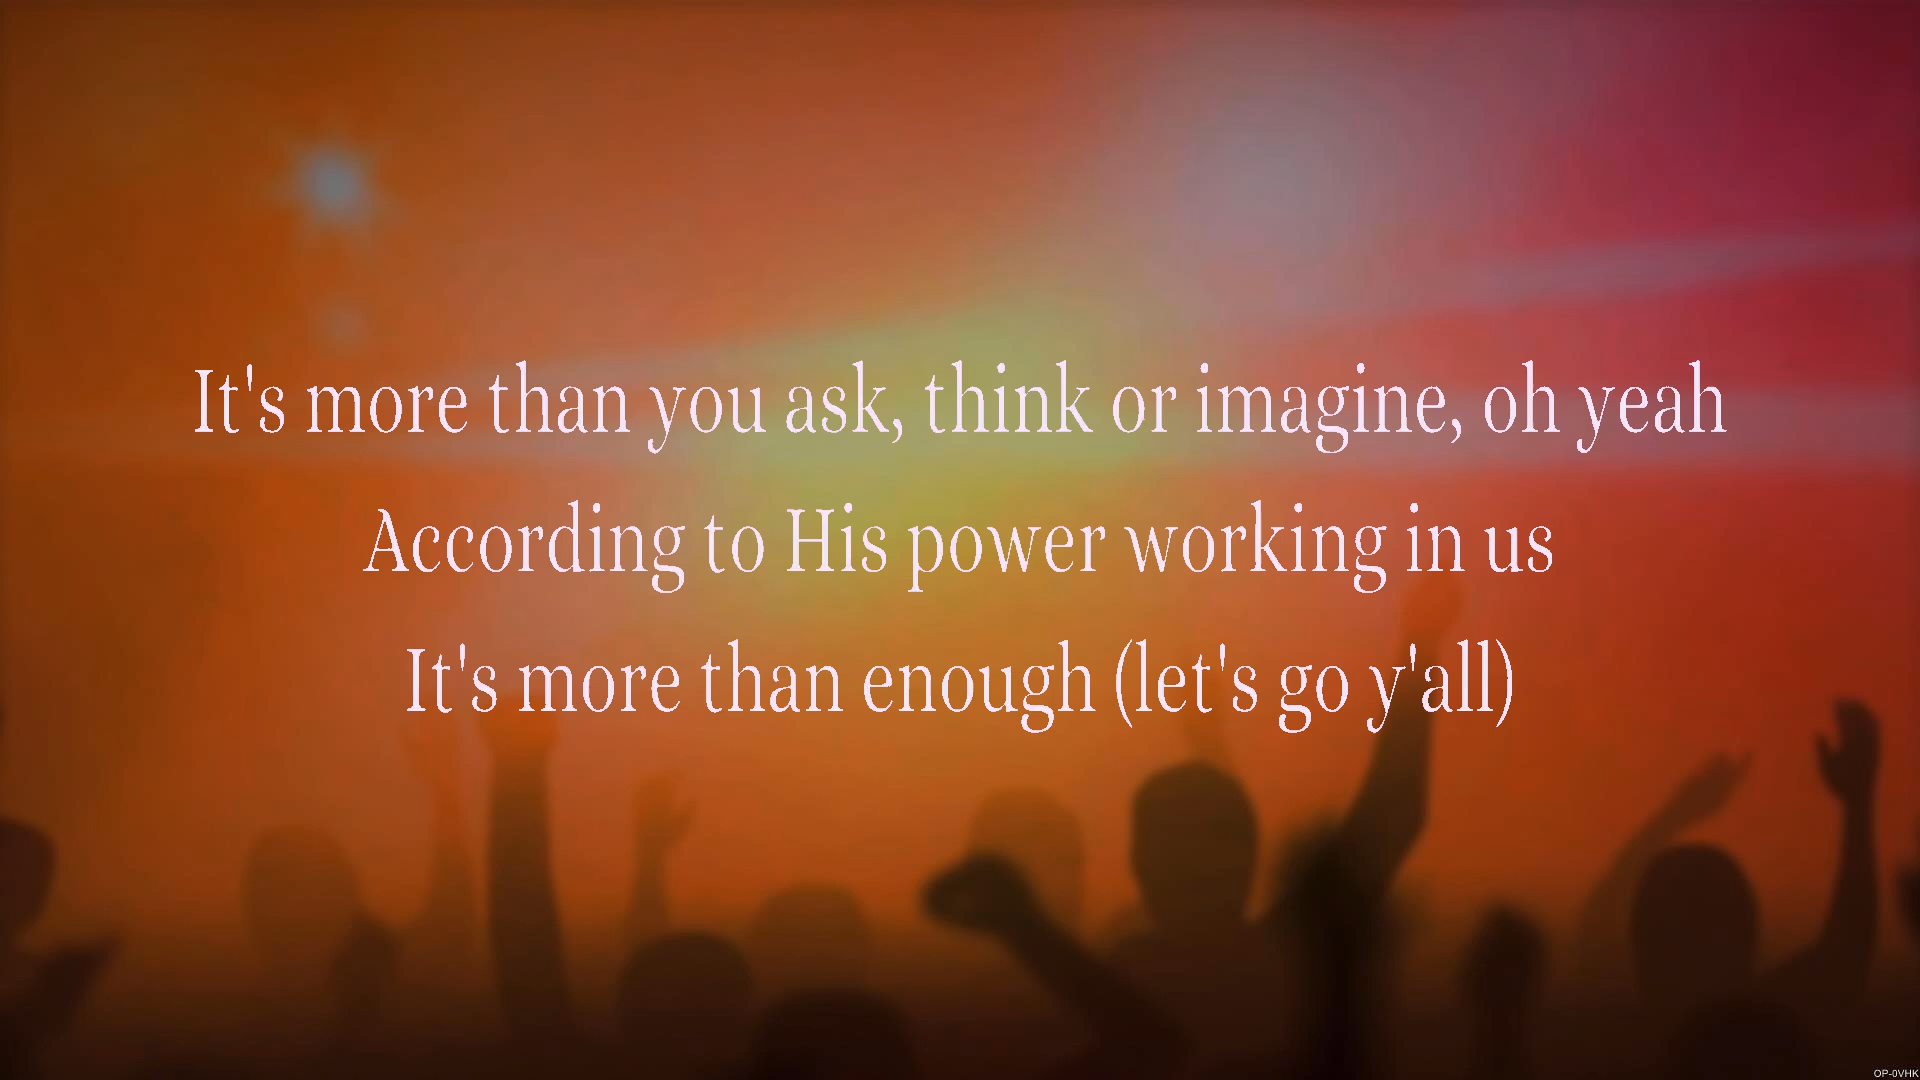 It's more than you ask, think or imagine, oh yeah
According to His power working in us
It's more than enough (let's go y'all)
OP-0VHK